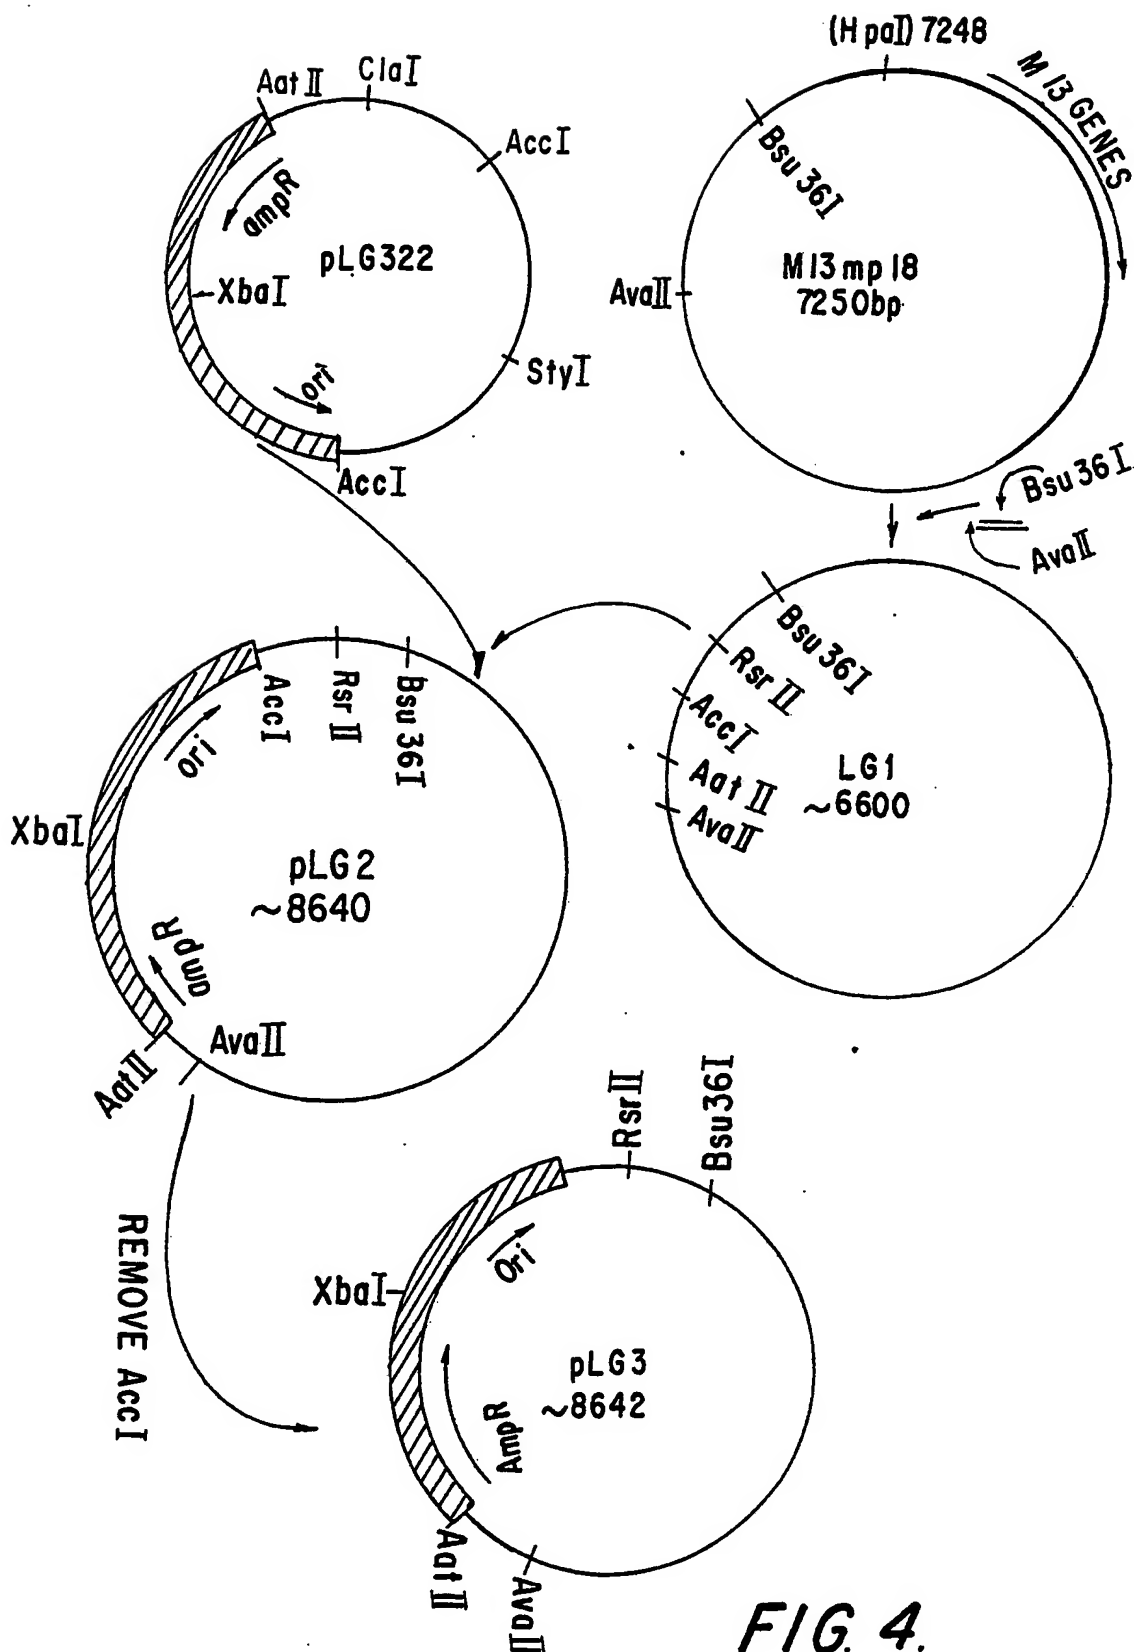 (HpaI) 7248
M13 GENES
AatII
ClaI
AccI
ampR
pLG322
XbaI
ori
StyI
AccI
Bsu36I
M13mp18
7250bp
AvaII
Bsu36I
AvaII
Bsu36I
RsrII
AccI
AatII
AvaII
LG1
~6600
AccI
RsrII
Bsu36I
ori
XbaI
pLG2
~8640
ampR
AatII
AvaII
REMOVE AccI
RsrII
Bsu36I
Ori
XbaI
pLG3
~8642
AmpR
AatII
AvaII
FIG. 4.